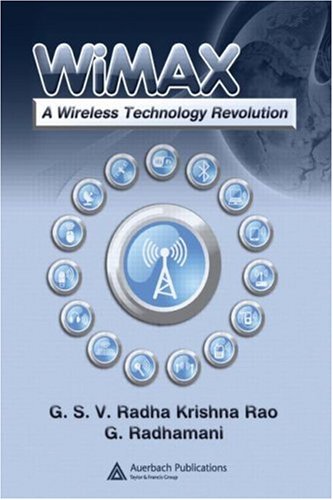 WiMAX
A Wireless Technology Revolution
G. S. V. Radha Krishna Rao
G. Radhamani
Auerbach Publications
Taylor & Francis Group